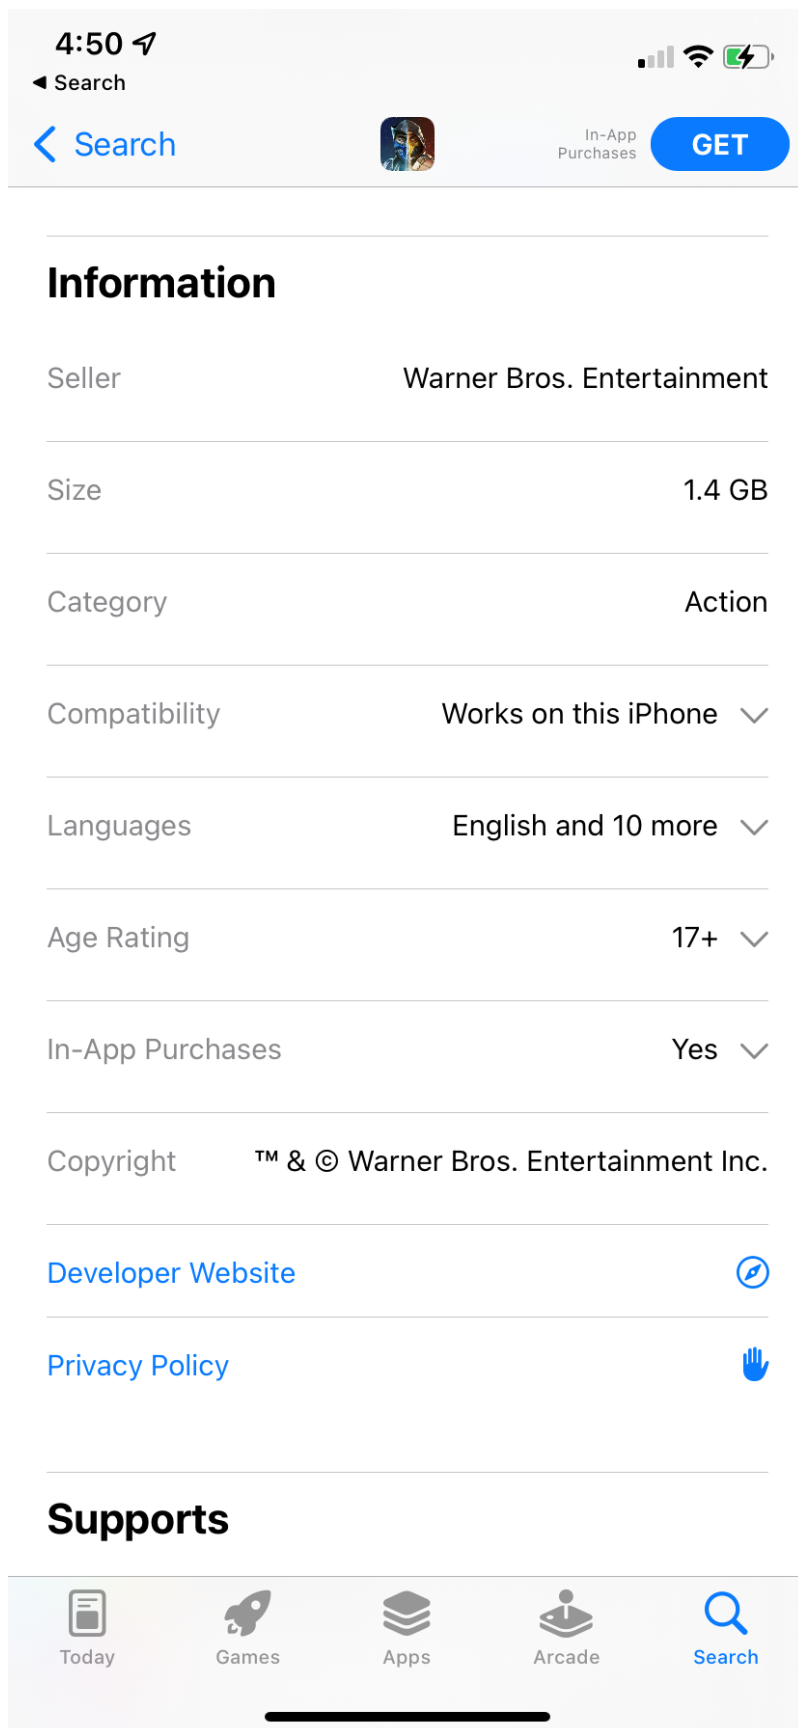 4:50
◀ Search
Search
In-App
Purchases
GET
Information
Seller Warner Bros. Entertainment
Size 1.4 GB
Category Action
Compatibility Works on this iPhone
Languages English and 10 more
Age Rating 17+
In-App Purchases Yes
Copyright ™ & © Warner Bros. Entertainment Inc.
Developer Website
Privacy Policy
Supports
Today Games Apps Arcade Search